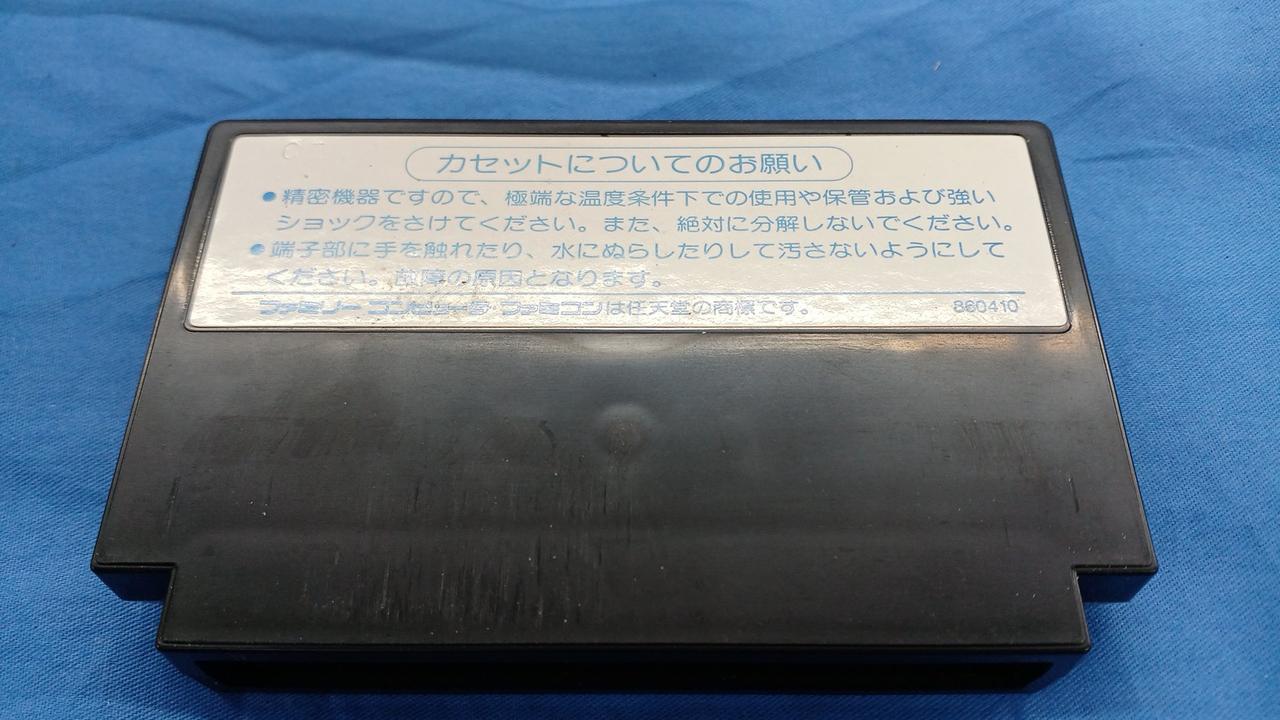 カセットについてのお願い
●精密機器ですので、極端な温度条件下での使用や保管および強い
ショックをさけてください。また、絶対に分解しないでください。
●端子部に手を触れたり、水にぬらしたりして汚さないようにして
ください。故障の原因となります。
ファミリー コンピュータ・ファミコンは任天堂の商標です。 860410